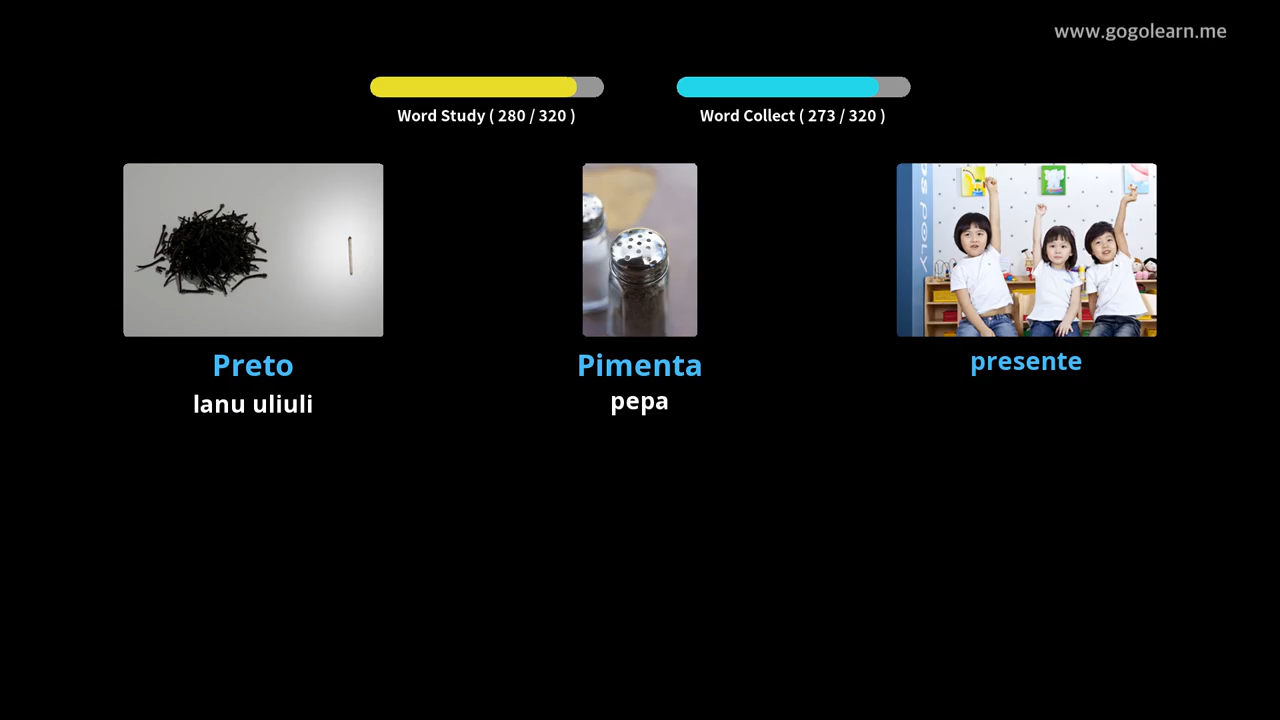 www.gogolearn.me
Word Study ( 280 / 320 )
Word Collect ( 273 / 320 )
Preto
lanu uliuli
Pimenta
pepa
presente